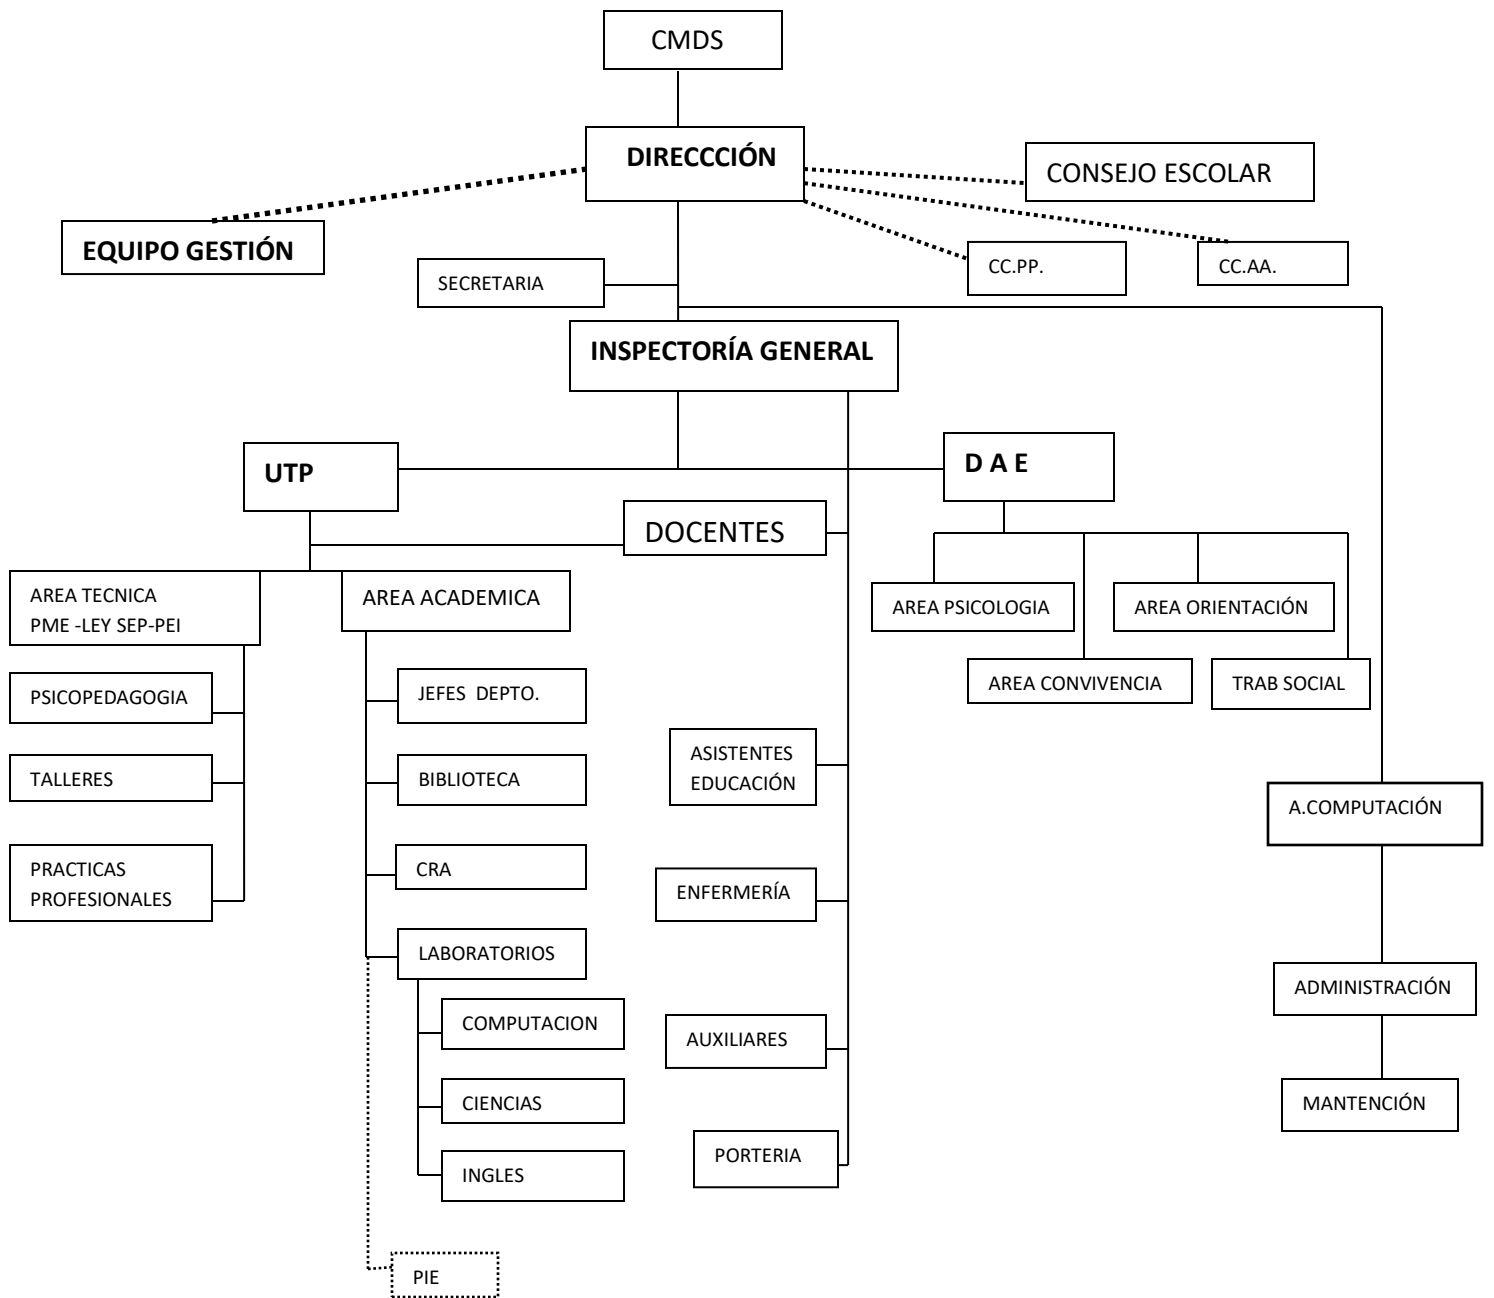 CMDS
DIRECCCIÓN
CONSEJO ESCOLAR
EQUIPO GESTIÓN
SECRETARIA
CC.PP.
CC.AA.
INSPECTORÍA GENERAL
UTP
D A E
DOCENTES
AREA TECNICA
PME -LEY SEP-PEI
AREA ACADEMICA
AREA PSICOLOGIA
AREA ORIENTACIÓN
AREA CONVIVENCIA
TRAB SOCIAL
PSICOPEDAGOGIA
JEFES DEPTO.
TALLERES
BIBLIOTECA
ASISTENTES
EDUCACIÓN
A.COMPUTACIÓN
PRACTICAS
PROFESIONALES
CRA
ENFERMERÍA
LABORATORIOS
ADMINISTRACIÓN
COMPUTACION
AUXILIARES
CIENCIAS
MANTENCIÓN
INGLES
PORTERIA
PIE